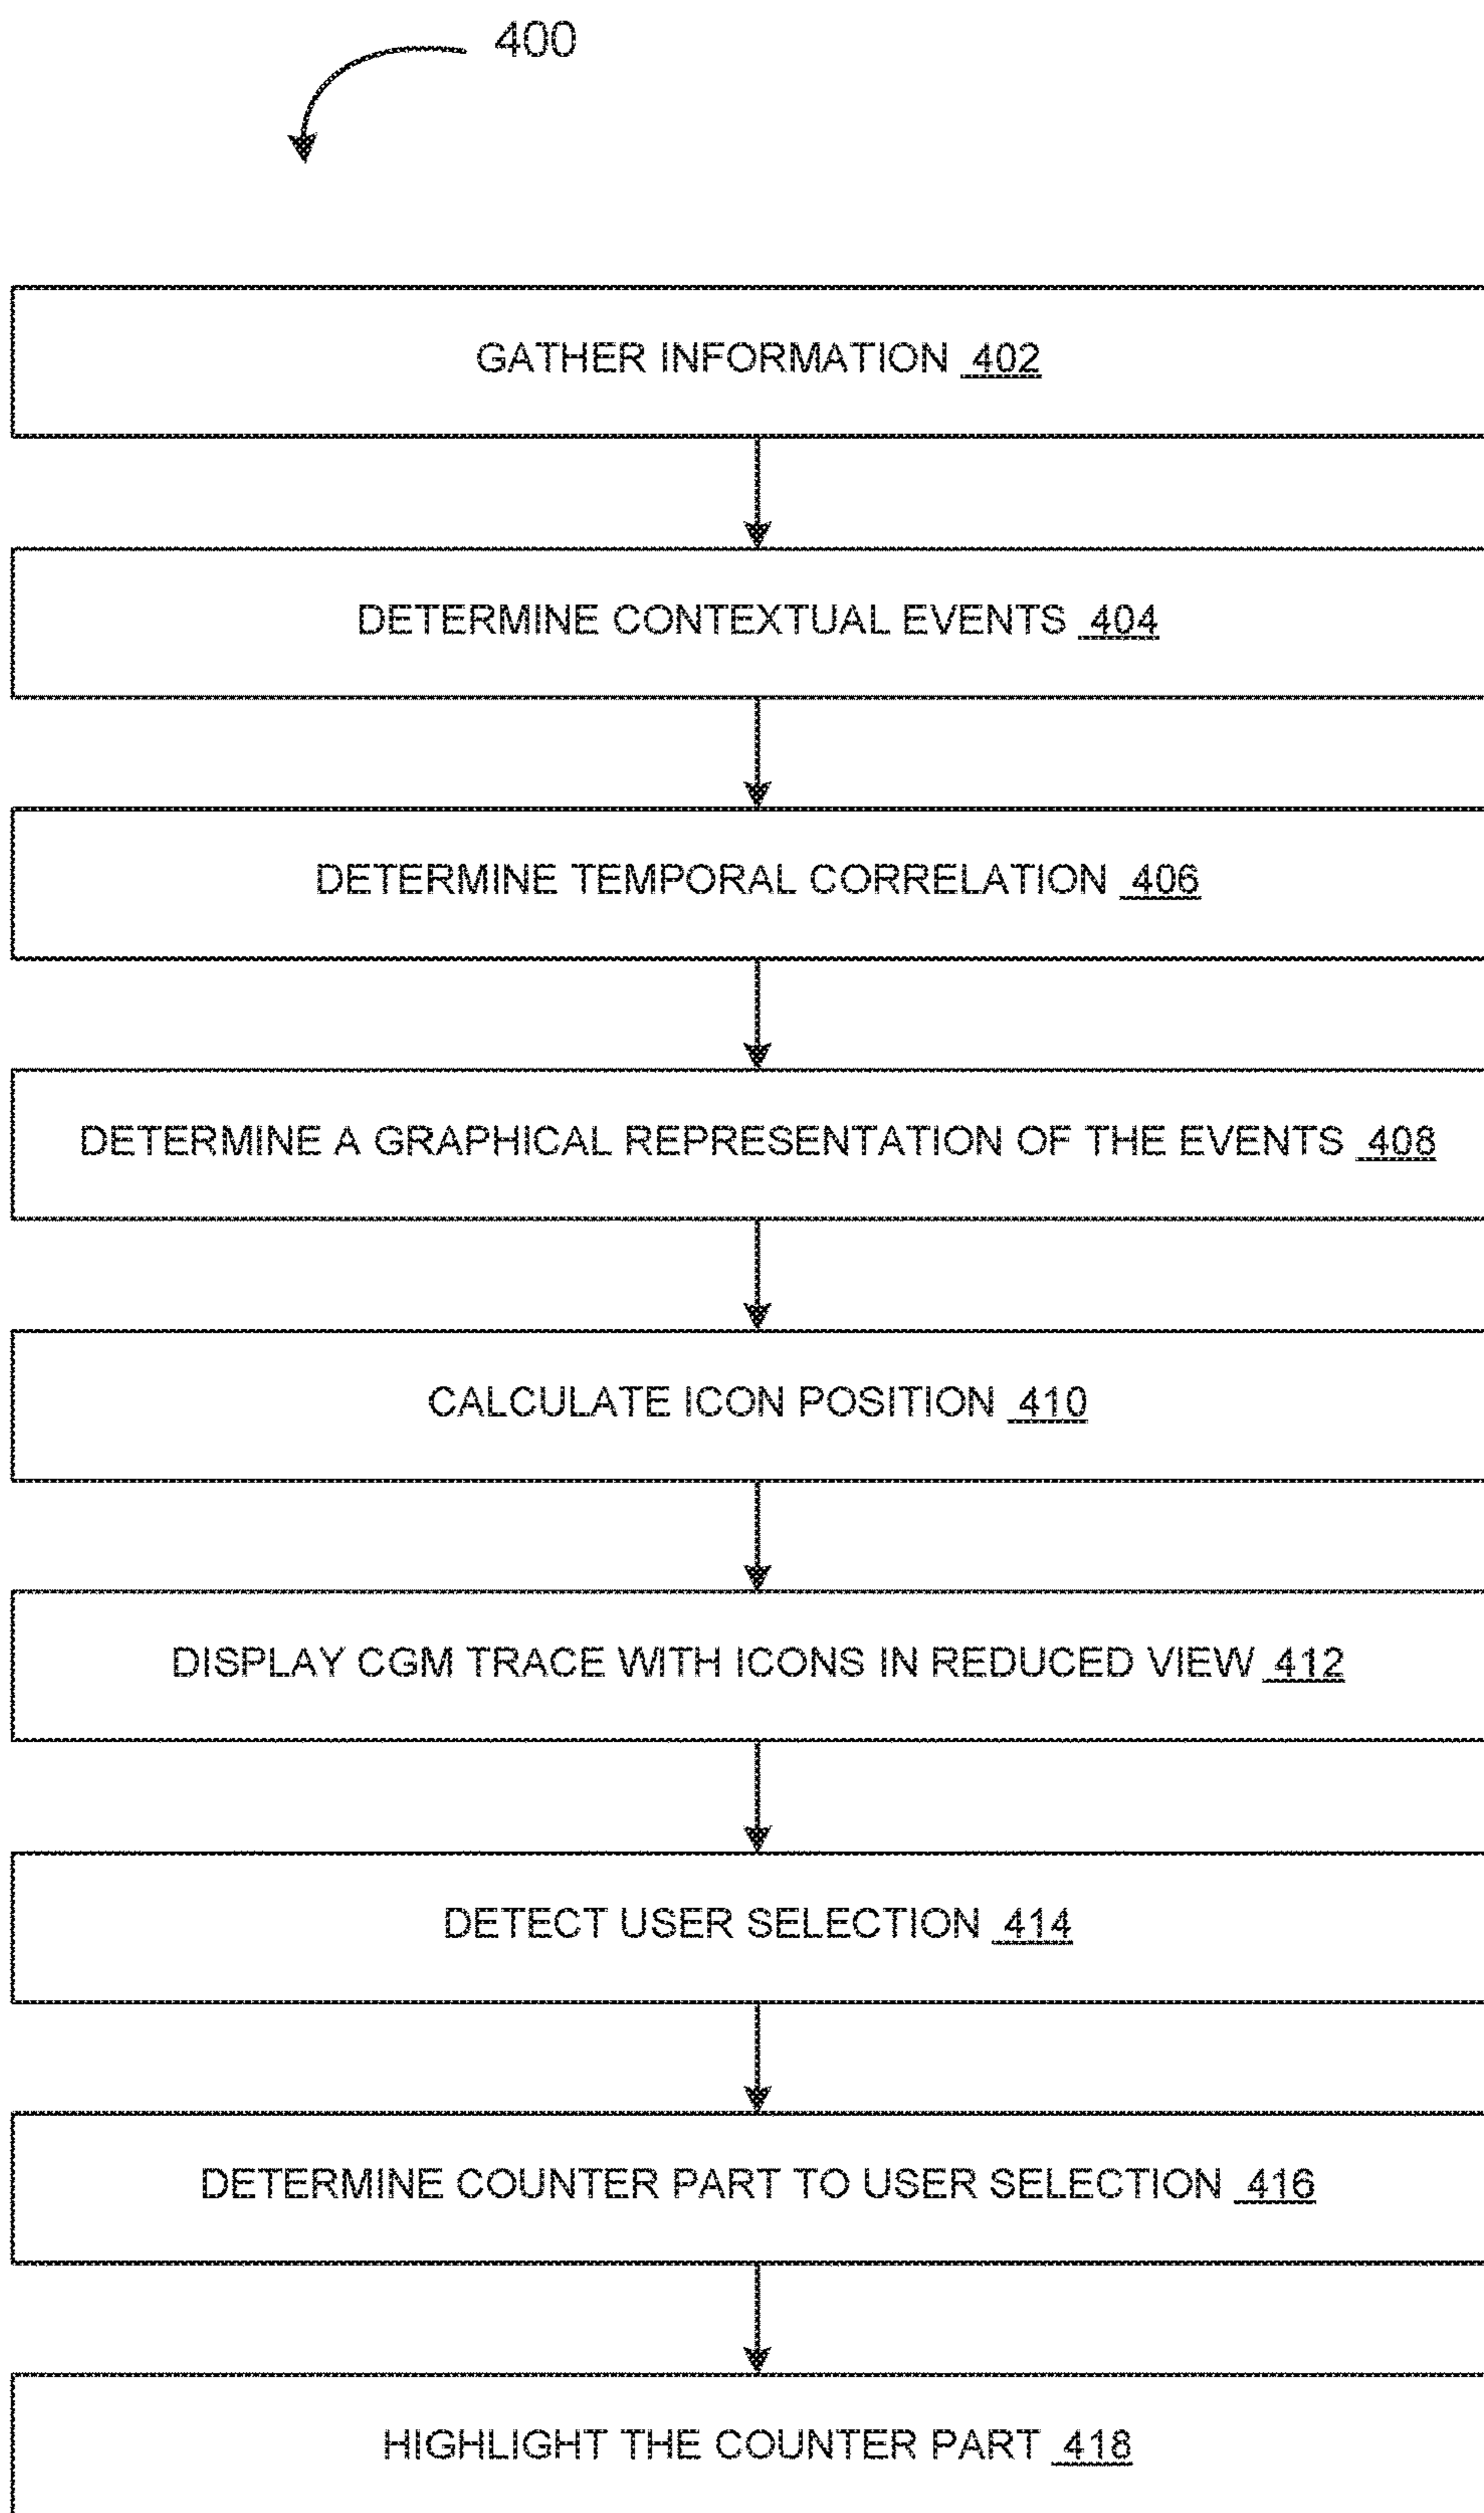 400
GATHER INFORMATION 402
DETERMINE CONTEXTUAL EVENTS 404
DETERMINE TEMPORAL CORRELATION 406
DETERMINE A GRAPHICAL REPRESENTATION OF THE EVENTS 408
CALCULATE ICON POSITION 410
DISPLAY CGM TRACE WITH ICONS IN REDUCED VIEW 412
DETECT USER SELECTION 414
DETERMINE COUNTER PART TO USER SELECTION 416
HIGHLIGHT THE COUNTER PART 418